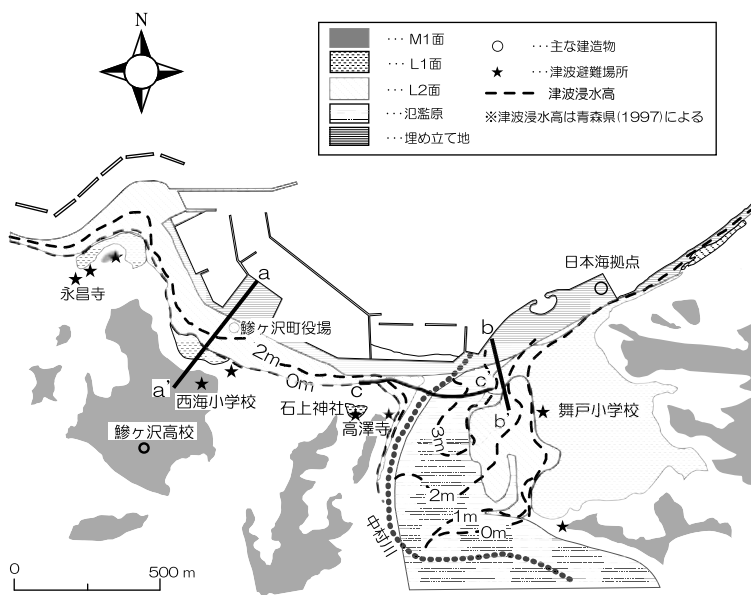 N
･･･ M1面
･･･ L1面
･･･ L2面
･･･氾濫原
･･･埋め立て地
･･･主な建造物
･･･津波避難場所
津波浸水高
※津波浸水高は青森県(1997)による
日本海拠点
a
永昌寺
鰺ヶ沢町役場
b
2m
0m
a'
c
c'
西海小学校
石上神社
高澤寺
b'
舞戸小学校
鰺ヶ沢高校
3m
2m
1m
0m
中村川
0
500 m